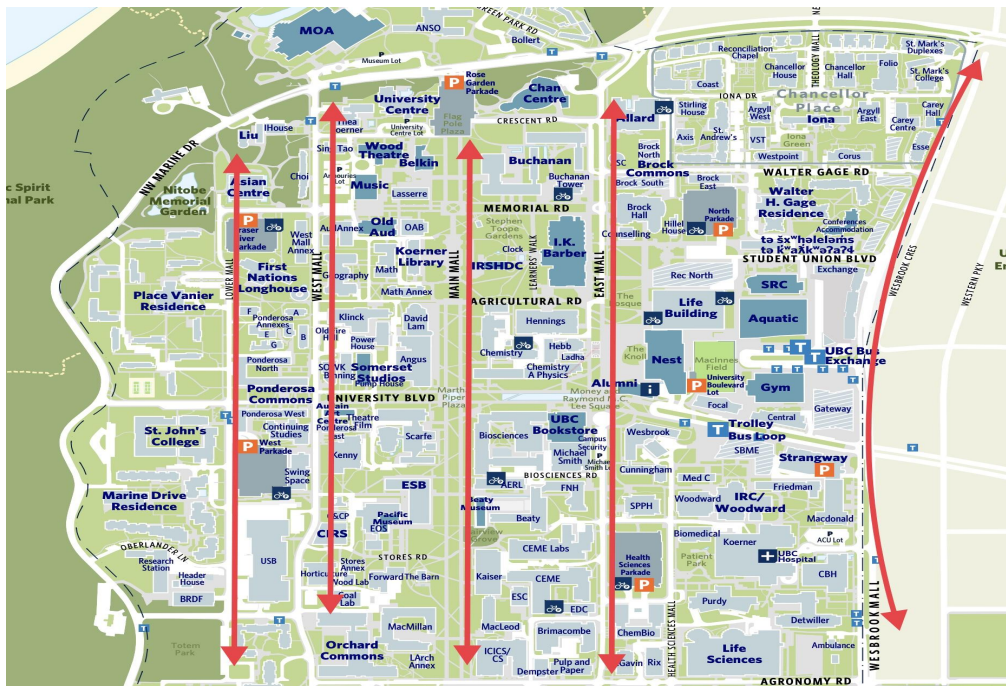 MOA
ANSO
GREEN PARK RD
Bollert
P
Museum Lot
T
P
Rose
Garden
Parkade
Chan
Centre
University
Centre
P
University
Centre Lot
Flag
Pole
Plaza
CRESCENT RD
Reconciliation
Chapel
Chancellor
House
THEOLOGY MALL
Chancellor
Hall
Folio
St. Mark's
Duplexes
St. Mark's
College
Coast
IONA DR
Chancellor
Place
Iona
Allard
Stirling
House
Argyll
West
Argyll
East
Carey
Hall
Carey
Centre
Axis
St.
Andrew's
VST
Iona
Green
Esse
Westpoint
Corus
NW MARINE DR
Liu
IHouse
Sing Tao
Wood
Theatre
Belkin
Buchanan
Brock
North
Brock
Commons
WALTER GAGE RD
Asian
Centre
Choi
P
Armouries
Lot
Music
Lasserre
Buchanan
Tower
Brock South
Brock
East
Walter
H. Gage
Residence
Nitobe
Memorial
Garden
MEMORIAL RD
P
Fraser
River
Parkade
West
Mall
Annex
Old
Aud
OAB
Stephen
Toope
Gardens
Clock
LEARNERS' WALK
I.K.
Barber
Brock
Hall
Counselling
Hillel
House
North
Parkade
P
Conferences
Accommodation
tə šxʷhəleləm̓s
tə k̓ʷaƛ̓kʷəʔaʔɬ
STUDENT UNION BLVD
Koerner
Library
Math
Geography
Math Annex
IRSHDC
AGRICULTURAL RD
Rec North
Exchange
SRC
First
Nations
Longhouse
LOWER MALL
WEST MALL
MAIN MALL
EAST MALL
WESBROOK CRES
WESTERN PKY
Place Vanier
Residence
Ponderosa
Annexes
F
A
E
C
B
G
Klinck
Power
House
David
Lam
Angus
Hennings
Chemistry
Hebb
Ladha
Chemistry
A Physics
The
Bosque
Life
Building
Aquatic
UBC Bus
Exchange
Ponderosa
North
Somerset
Studios
Pump House
The
Knoll
Nest
MacInnes
Field
Ponderosa
Commons
UNIVERSITY BLVD
Marth
Piper
Plaza
Alumni
i
P
University
Boulevard
Lot
Gym
Focal
Gateway
Ponderosa West
Continuing
Studies
Theatre
Film
Scarfe
Biosciences
UBC
Bookstore
Campus
Security
Michael
Smith
Wesbrook
Trolley
Bus Loop
Central
SBME
St. John's
College
P
West
Parkade
Swing
Space
Kenny
BIOSCIENCES RD
Cunningham
Strangway
P
Marine Drive
Residence
ESB
AERL
FNH
Med C
Friedman
Pacific
Museum
Beaty
Museum
Beaty
SPPH
Woodward
IRC/
Woodward
Macdonald
CIRS
EOS
Biomedical
Koerner
P
ACU Lot
OBERLANDER LN
Research
Station
Header
House
BRDF
USB
STORES RD
Stores
Annex
Horticulture
Wood Lab
Forward
The Barn
Coal
Lab
Kaiser
CEME Labs
CEME
Health
Sciences
Parkade
P
Patient
Park
UBC
Hospital
CBH
ESC
EDC
Purdy
Detwiller
Totem
Park
Orchard
Commons
MacMillan
LArch
Annex
MacLeod
ICICS/
CS
Brimacombe
Dempster
Pulp and
Paper
ChemBio
Gavin
Rix
HEALTH SCIENCES MALL
Life
Sciences
Ambulance
WESBROOK MALL
AGRONOMY RD